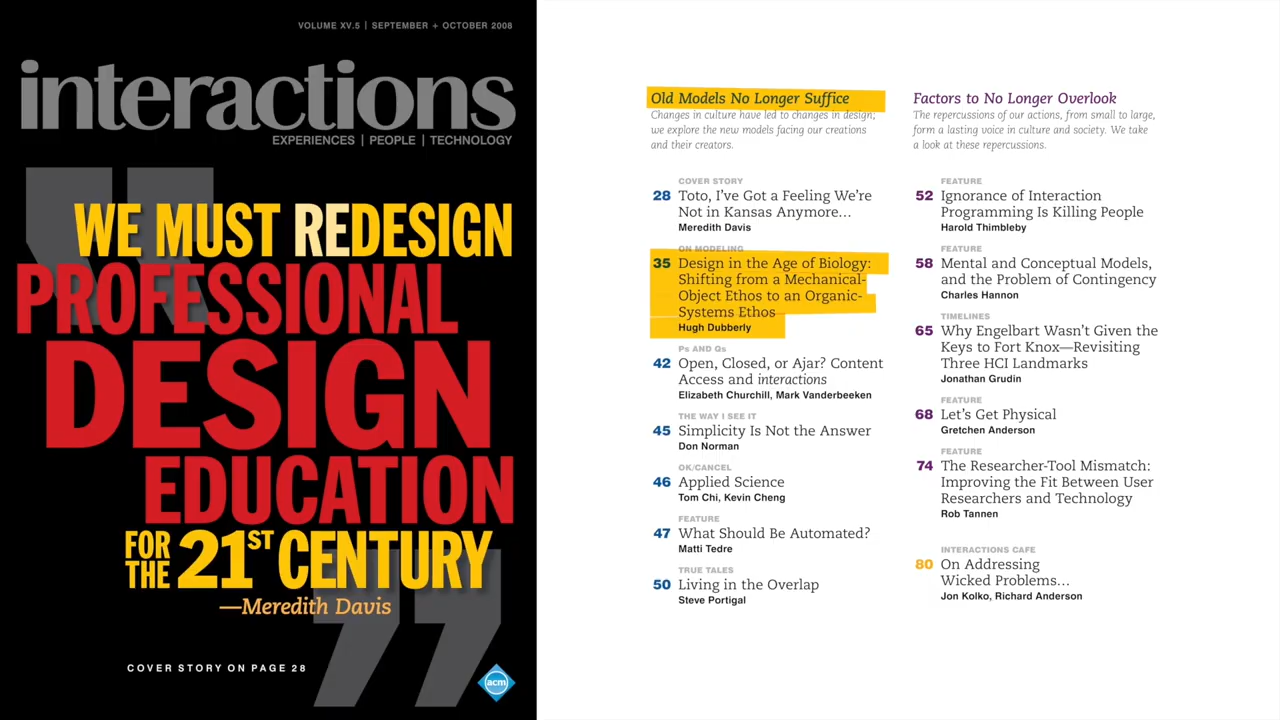 VOLUME XV.5 | SEPTEMBER + OCTOBER 2008
interactions
EXPERIENCES | PEOPLE | TECHNOLOGY
WE MUST REDESIGN
PROFESSIONAL
DESIGN
EDUCATION
FOR THE 21ST CENTURY
—Meredith Davis
COVER STORY ON PAGE 28
acm
Old Models No Longer Suffice
Changes in culture have led to changes in design;
we explore the new models facing our creations
and their creators.
COVER STORY
28 Toto, I’ve Got a Feeling We’re
Not in Kansas Anymore…
Meredith Davis
ON MODELING
35 Design in the Age of Biology:
Shifting from a Mechanical-
Object Ethos to an Organic-
Systems Ethos
Hugh Dubberly
Ps AND Qs
42 Open, Closed, or Ajar? Content
Access and interactions
Elizabeth Churchill, Mark Vanderbeeken
THE WAY I SEE IT
45 Simplicity Is Not the Answer
Don Norman
OK/CANCEL
46 Applied Science
Tom Chi, Kevin Cheng
FEATURE
47 What Should Be Automated?
Matti Tedre
TRUE TALES
50 Living in the Overlap
Steve Portigal
Factors to No Longer Overlook
The repercussions of our actions, from small to large,
form a lasting voice in culture and society. We take
a look at these repercussions.
FEATURE
52 Ignorance of Interaction
Programming Is Killing People
Harold Thimbleby
FEATURE
58 Mental and Conceptual Models,
and the Problem of Contingency
Charles Hannon
TIMELINES
65 Why Engelbart Wasn’t Given the
Keys to Fort Knox—Revisiting
Three HCI Landmarks
Jonathan Grudin
FEATURE
68 Let’s Get Physical
Gretchen Anderson
FEATURE
74 The Researcher-Tool Mismatch:
Improving the Fit Between User
Researchers and Technology
Rob Tannen
INTERACTIONS CAFE
80 On Addressing
Wicked Problems…
Jon Kolko, Richard Anderson